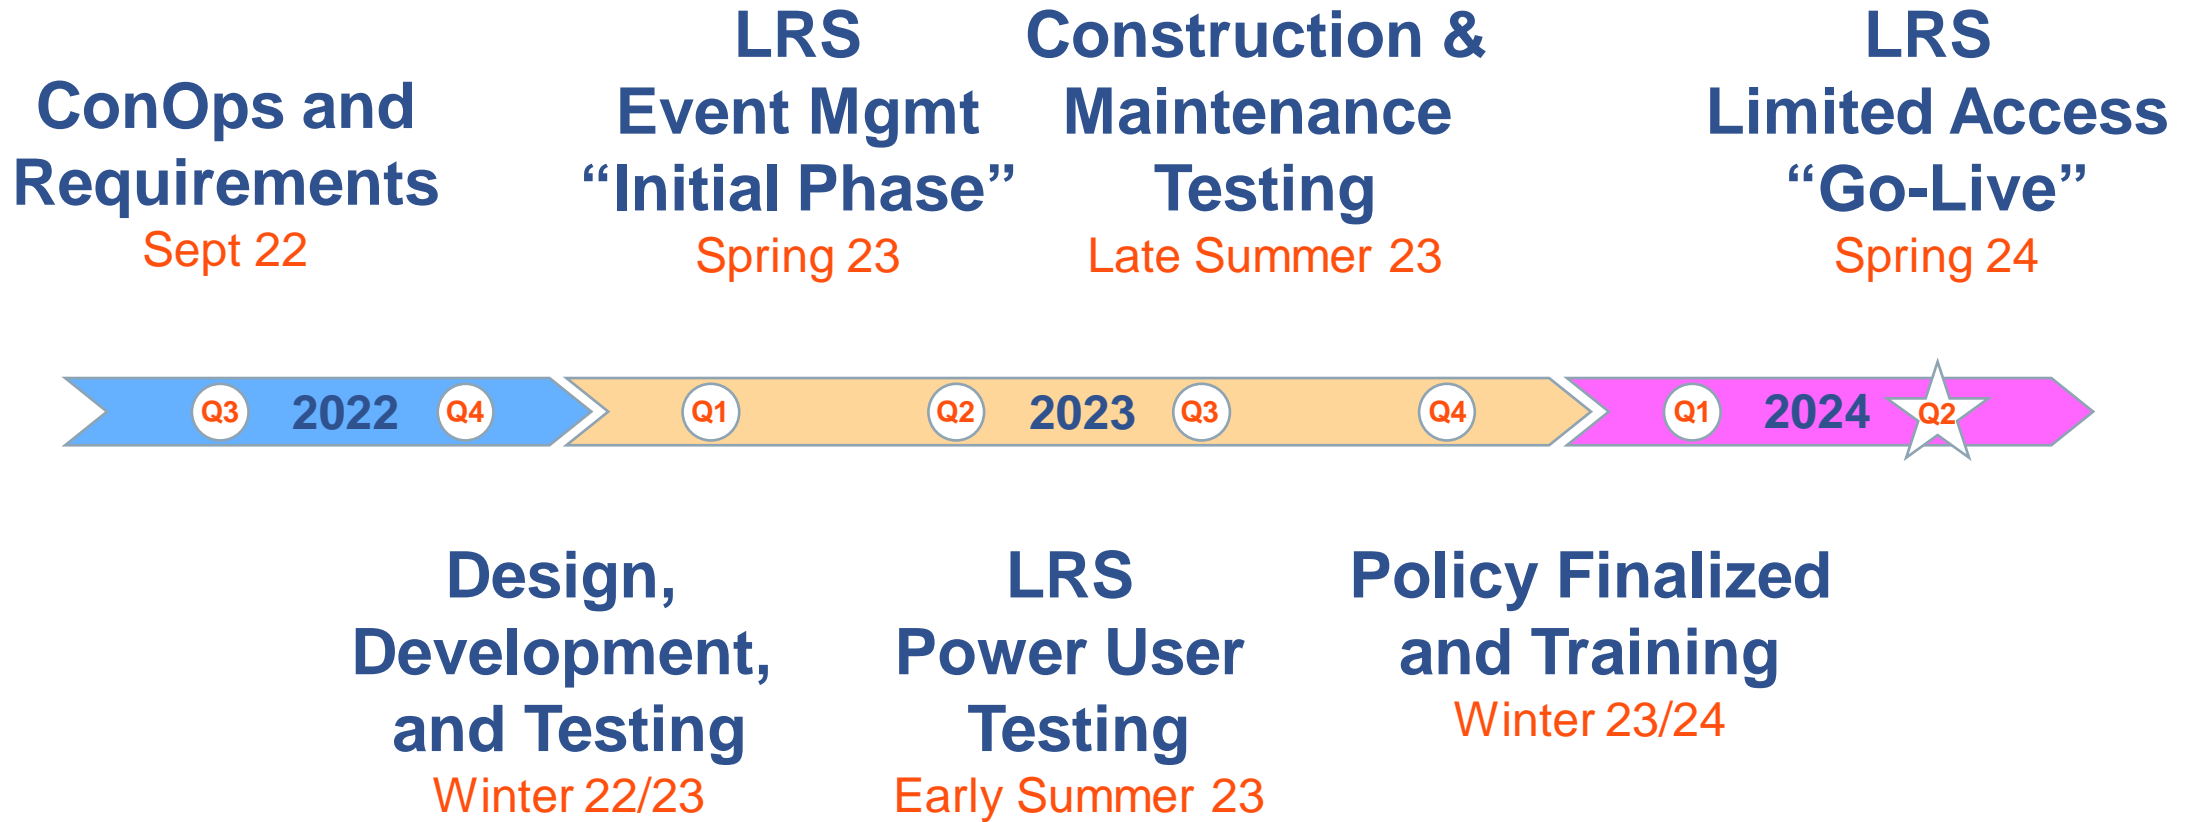 ConOps and
Requirements
Sept 22
LRS
Event Mgmt
“Initial Phase”
Spring 23
Construction &
Maintenance
Testing
Late Summer 23
LRS
Limited Access
“Go-Live”
Spring 24
Q3 2022 Q4 Q1 Q2 2023 Q3 Q4 Q1 2024 Q2
Design,
Development,
and Testing
Winter 22/23
LRS
Power User
Testing
Early Summer 23
Policy Finalized
and Training
Winter 23/24